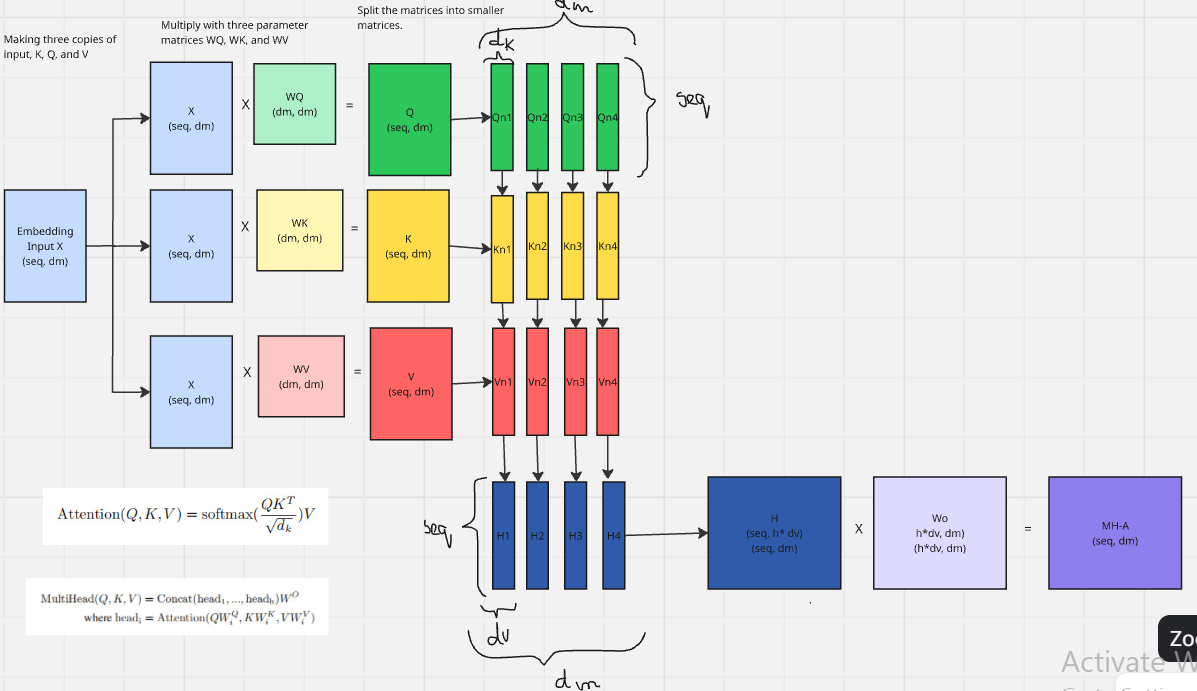 Making three copies of
input, K, Q, and V
Multiply with three parameter
matrices WQ, WK, and WV
Split the matrices into smaller
matrices.
dm
dk
seq
X
(seq, dm)
X
WQ
(dm, dm)
=
Q
(seq, dm)
Qn1
Qn2
Qn3
Qn4
Embedding
Input X
(seq, dm)
X
(seq, dm)
X
WK
(dm, dm)
=
K
(seq, dm)
Kn1
Kn2
Kn3
Kn4
X
(seq, dm)
X
WV
(dm, dm)
=
V
(seq, dm)
Vn1
Vn2
Vn3
Vn4
Attention(Q, K, V) = softmax(QK^T/√d_k)V
MultiHead(Q, K, V) = Concat(head_1, ..., head_h)W^O
where head_i = Attention(QW_i^Q, KW_i^K, VW_i^V)
seq
H1
H2
H3
H4
dv
dm
H
(seq, h* dv)
(seq, dm)
X
Wo
h*dv, dm)
(h*dv, dm)
=
MH-A
(seq, dm)
Zo
Activate W